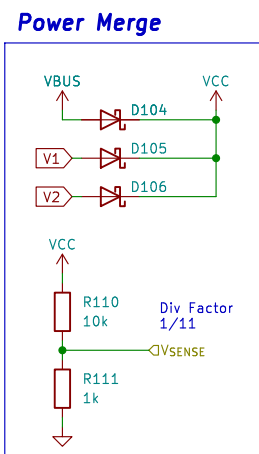 Power Merge
VBUS
VCC
D104
V1
D105
V2
D106
VCC
R110
10k
Div Factor
1/11
VSENSE
R111
1k